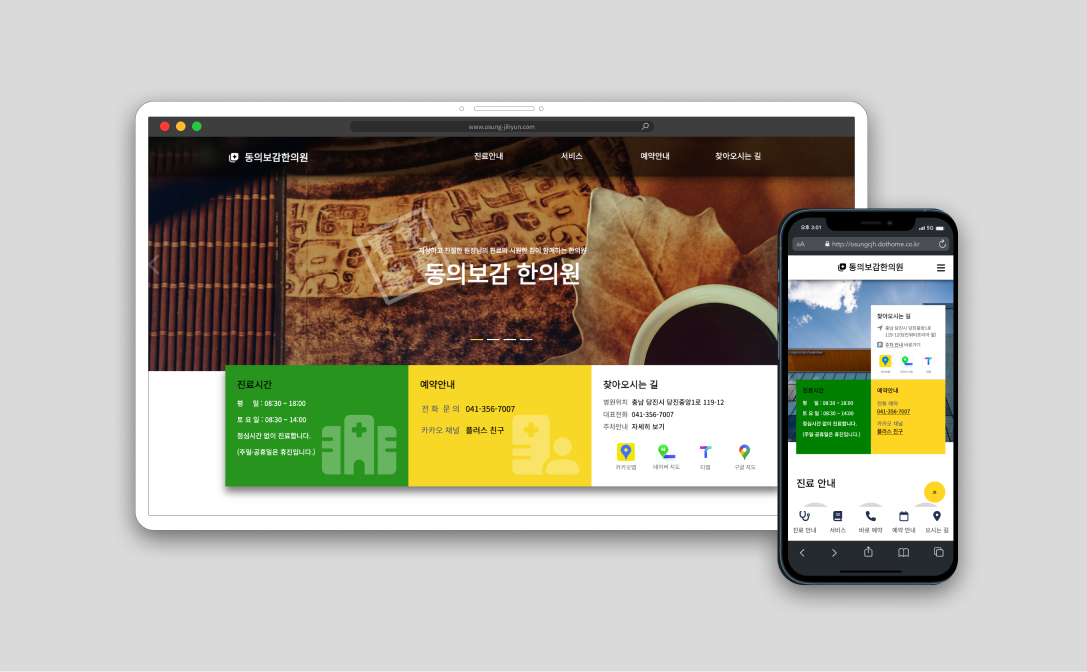 www.osung-jihyun.com
동의보감한의원
진료안내
서비스
예약안내
찾아오시는 길
자상하고 친절한 원장님의 진료와 시원한 침이 함께하는 한의원
동의보감 한의원
진료시간
평 일 : 08:30 ~ 18:00
토 요 일 : 08:30 ~ 14:00
점심시간 없이 진료합니다.
(주일·공휴일은 휴진입니다.)
예약안내
전 화 문 의 041-356-7007
카카오 채널 플러스 친구
찾아오시는 길
병원위치 충남 당진시 당진중앙1로 119-12
대표전화 041-356-7007
주차안내 자세히 보기
카카오맵
네이버 지도
티맵
구글 지도
오후 3:01
5G
AA
http://osungcjh.dothome.co.kr
동의보감한의원
찾아오시는 길
충남 당진시 당진중앙1로
주차 안내 바로가기
진료시간
평 일 : 08:30 ~ 18:00
토 요 일 : 08:30 ~ 14:00
점심시간 없이 진료합니다.
(주일·공휴일은 휴진입니다.)
예약안내
전화 예약
041-356-7007
카카오 채널
플러스 친구
진료 안내
진료 안내
서비스
바로 예약
예약 안내
오시는 길